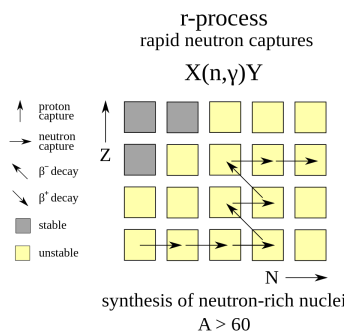 r-process
rapid neutron captures
X(n,γ)Y
proton
capture
neutron
capture
β⁻ decay
β⁺ decay
stable
unstable
Z
N
synthesis of neutron-rich nuclei
A > 60